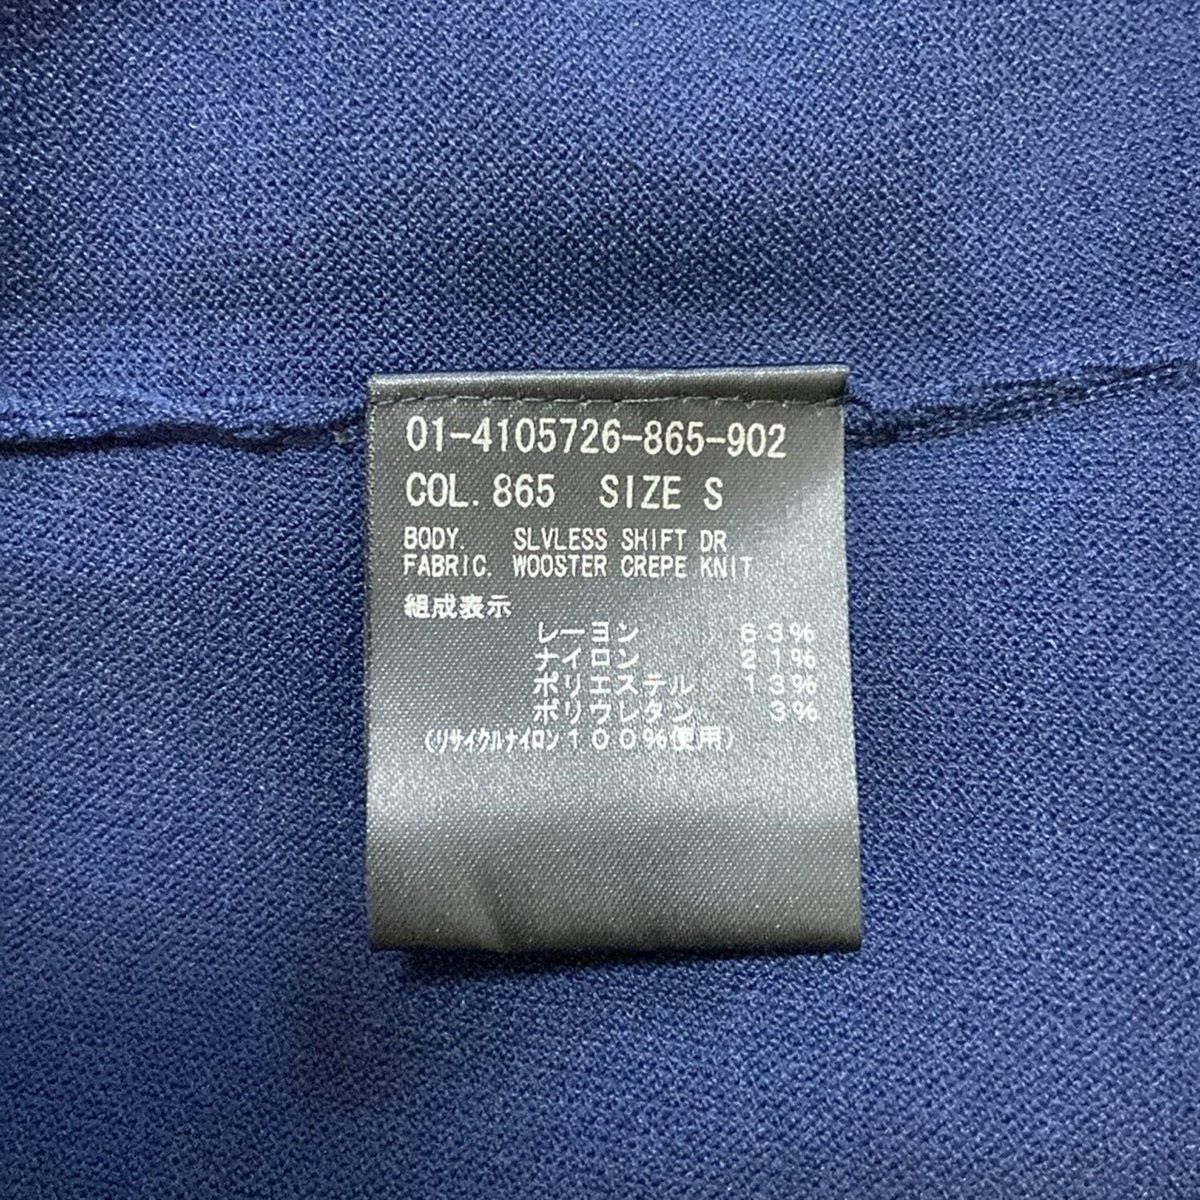 01-4105726-865-902
COL. 865 SIZE S
BODY. SLVLESS SHIFT DR
FABRIC. WOOSTER CREPE KNIT
組成表示
レーヨン 63%
ナイロン 21%
ポリエステル 13%
ポリウレタン 3%
(リサイクルナイロン100%使用)